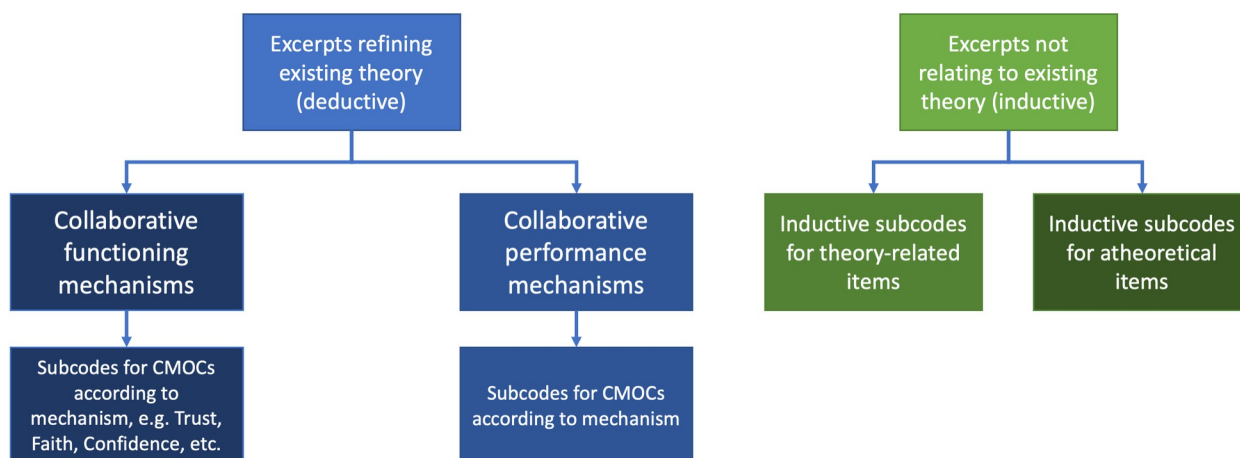 Excerpts refining
existing theory
(deductive)
Excerpts not
relating to existing
theory (inductive)
Collaborative
functioning
mechanisms
Collaborative
performance
mechanisms
Inductive subcodes
for theory-related
items
Inductive subcodes
for atheoretical
items
Subcodes for CMOCs
according to
mechanism, e.g. Trust,
Faith, Confidence, etc.
Subcodes for CMOCs
according to mechanism